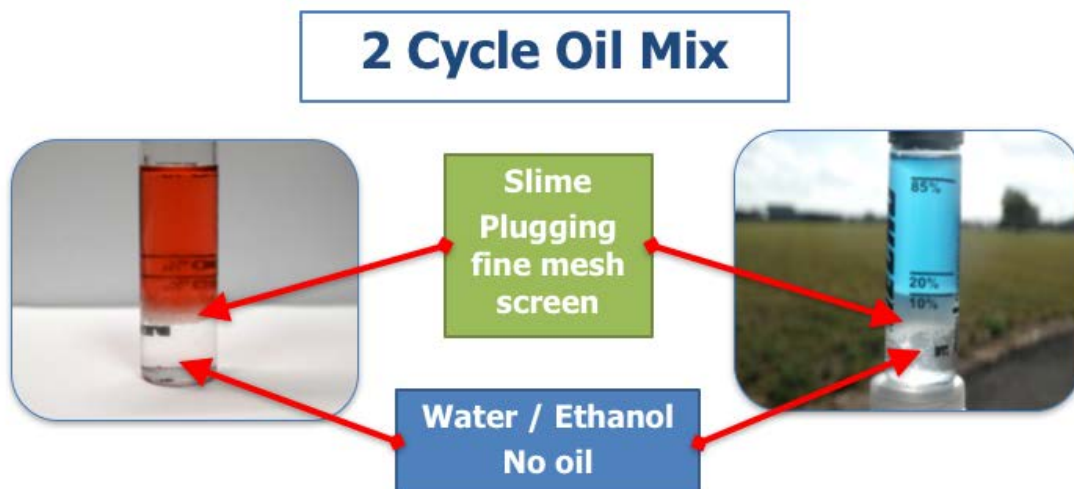 2 Cycle Oil Mix
Slime
Plugging
fine mesh
screen
85%
20%
10%
Water / Ethanol
No oil